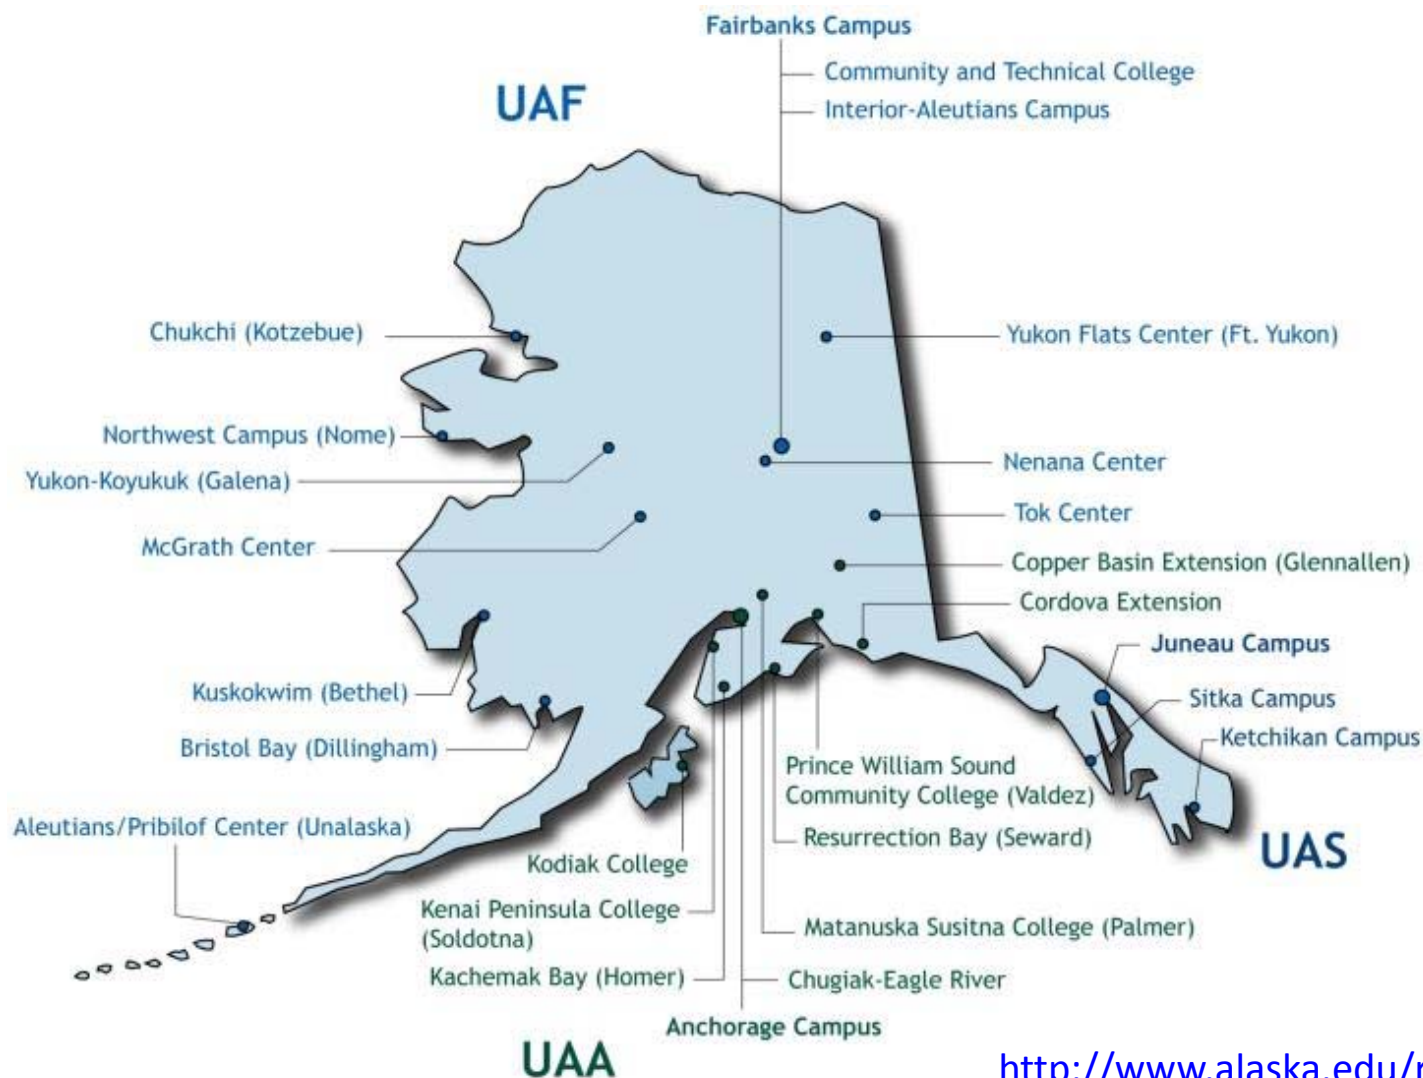 Fairbanks Campus
Community and Technical College
UAF
Interior-Aleutians Campus
Chukchi (Kotzebue)
Yukon Flats Center (Ft. Yukon)
Northwest Campus (Nome)
Nenana Center
Yukon-Koyukuk (Galena)
Tok Center
McGrath Center
Copper Basin Extension (Glennallen)
Cordova Extension
Juneau Campus
Kuskokwim (Bethel)
Sitka Campus
Ketchikan Campus
Bristol Bay (Dillingham)
Prince William Sound
Community College (Valdez)
Aleutians/Pribilof Center (Unalaska)
Resurrection Bay (Seward)
UAS
Kodiak College
Kenai Peninsula College
(Soldotna)
Matanuska Susitna College (Palmer)
Kachemak Bay (Homer)
Chugiak-Eagle River
Anchorage Campus
UAA
http://www.alaska.edu/